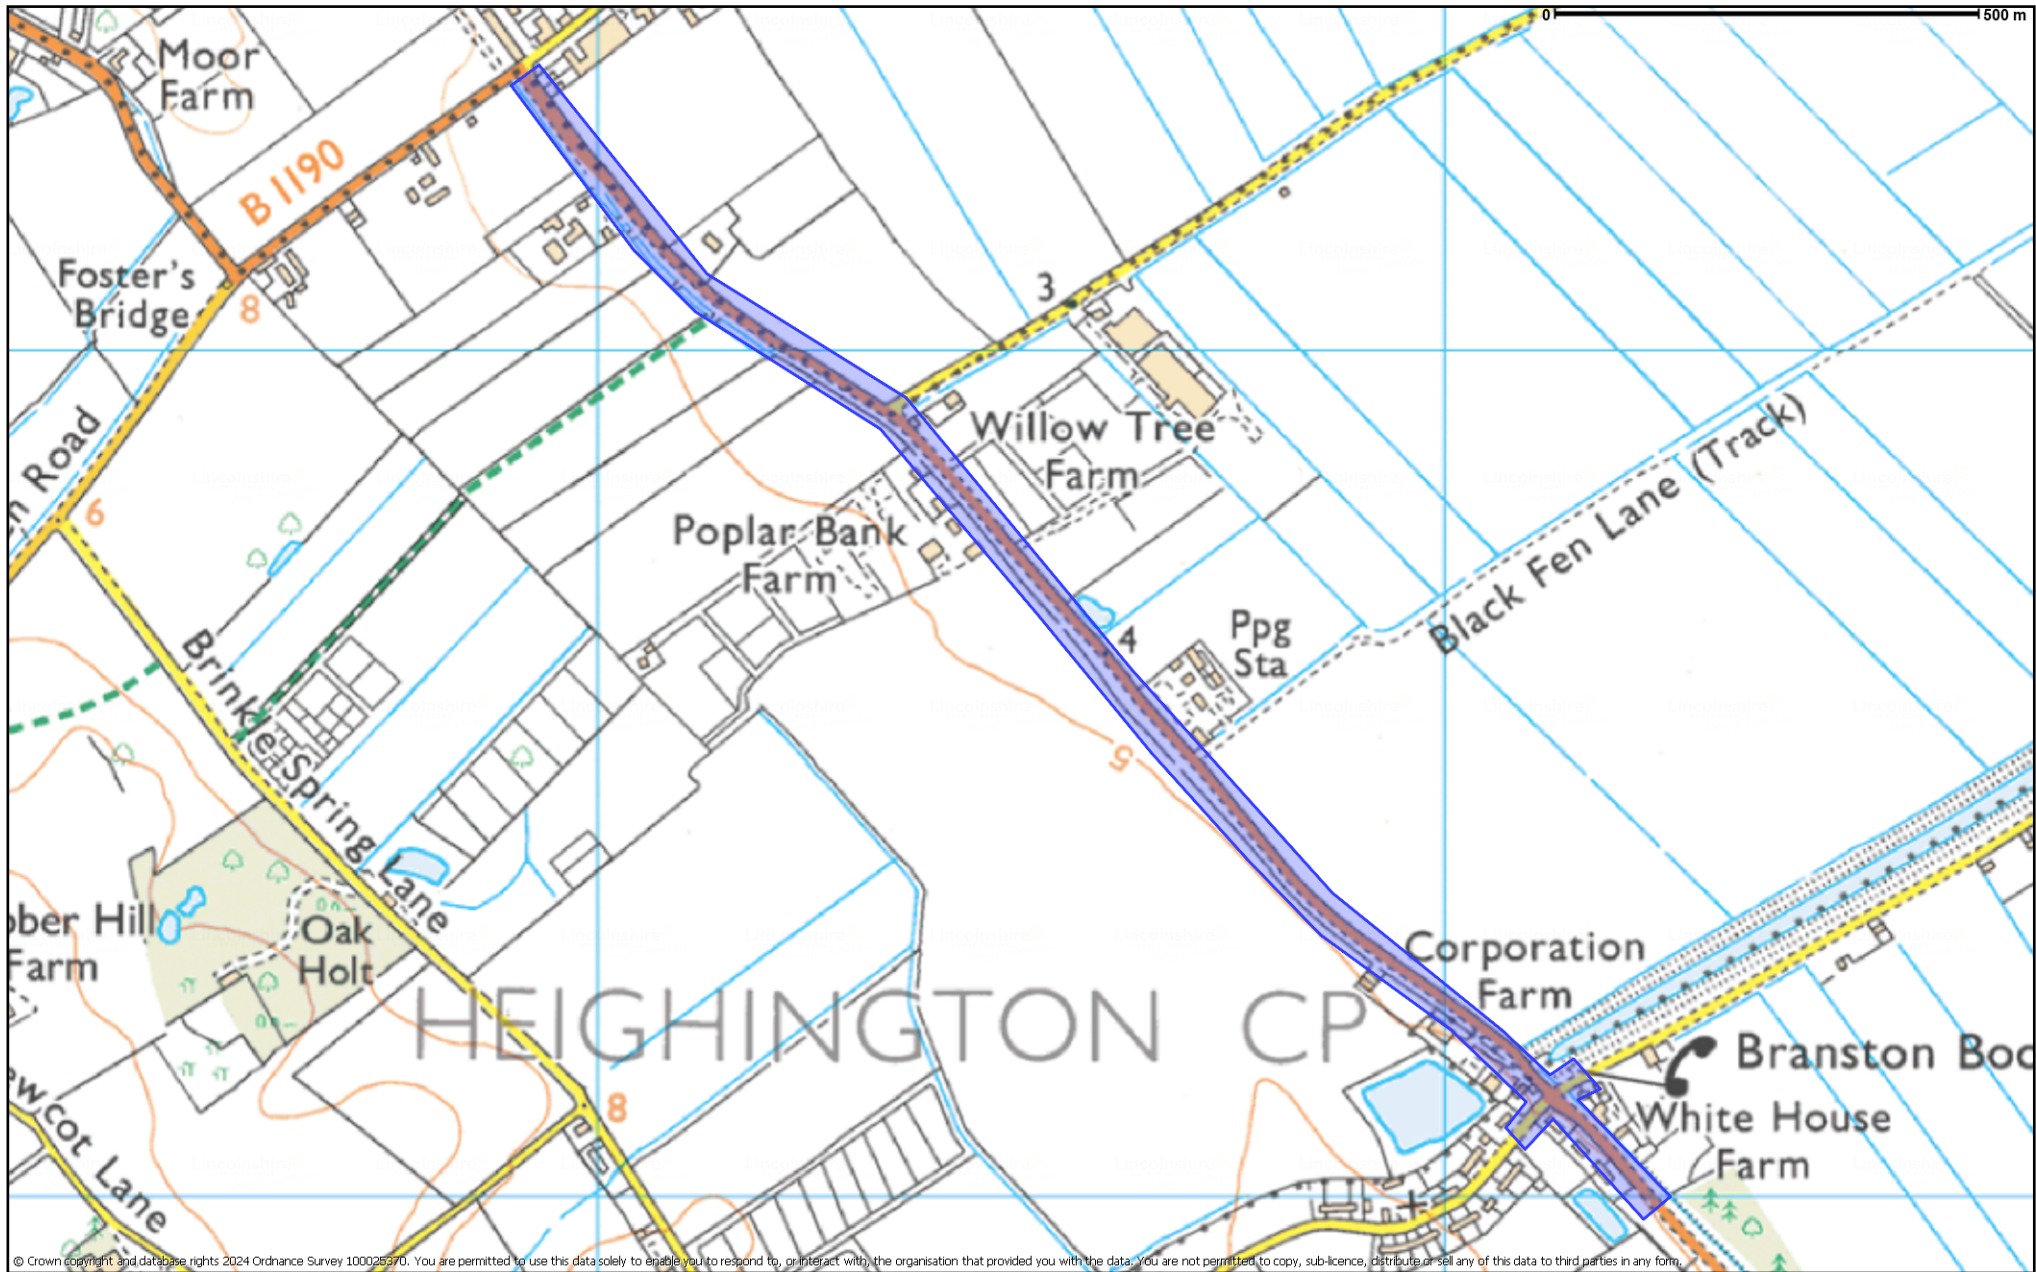 0
500 m
Moor
Farm
B 1190
Foster's
Bridge
8
3
Willow Tree
Farm
n Road
6
Poplar Bank
Farm
Black Fen Lane (Track)
4
Ppg
Sta
Brinkle Spring Lane
5
ober Hill
Farm
Oak
Holt
Corporation
Farm
HEIGHINGTON CP
Branston Boo
White House
Farm
8
ewcot Lane
© Crown copyright and database rights 2024 Ordnance Survey 100025370. You are permitted to use this data solely to enable you to respond to, or interact with, the organisation that provided you with the data. You are not permitted to copy, sub-licence, distribute or sell any of this data to third parties in any form.